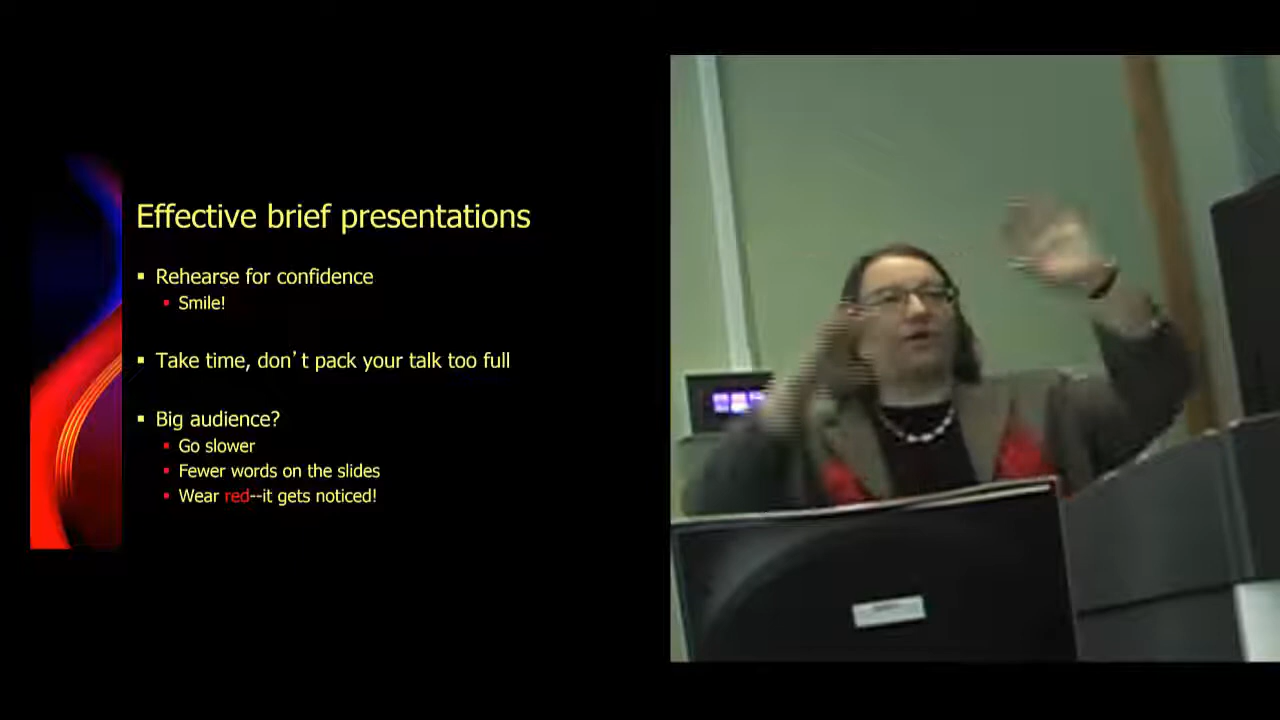 Effective brief presentations
Rehearse for confidence
Smile!
Take time, don't pack your talk too full
Big audience?
Go slower
Fewer words on the slides
Wear red--it gets noticed!